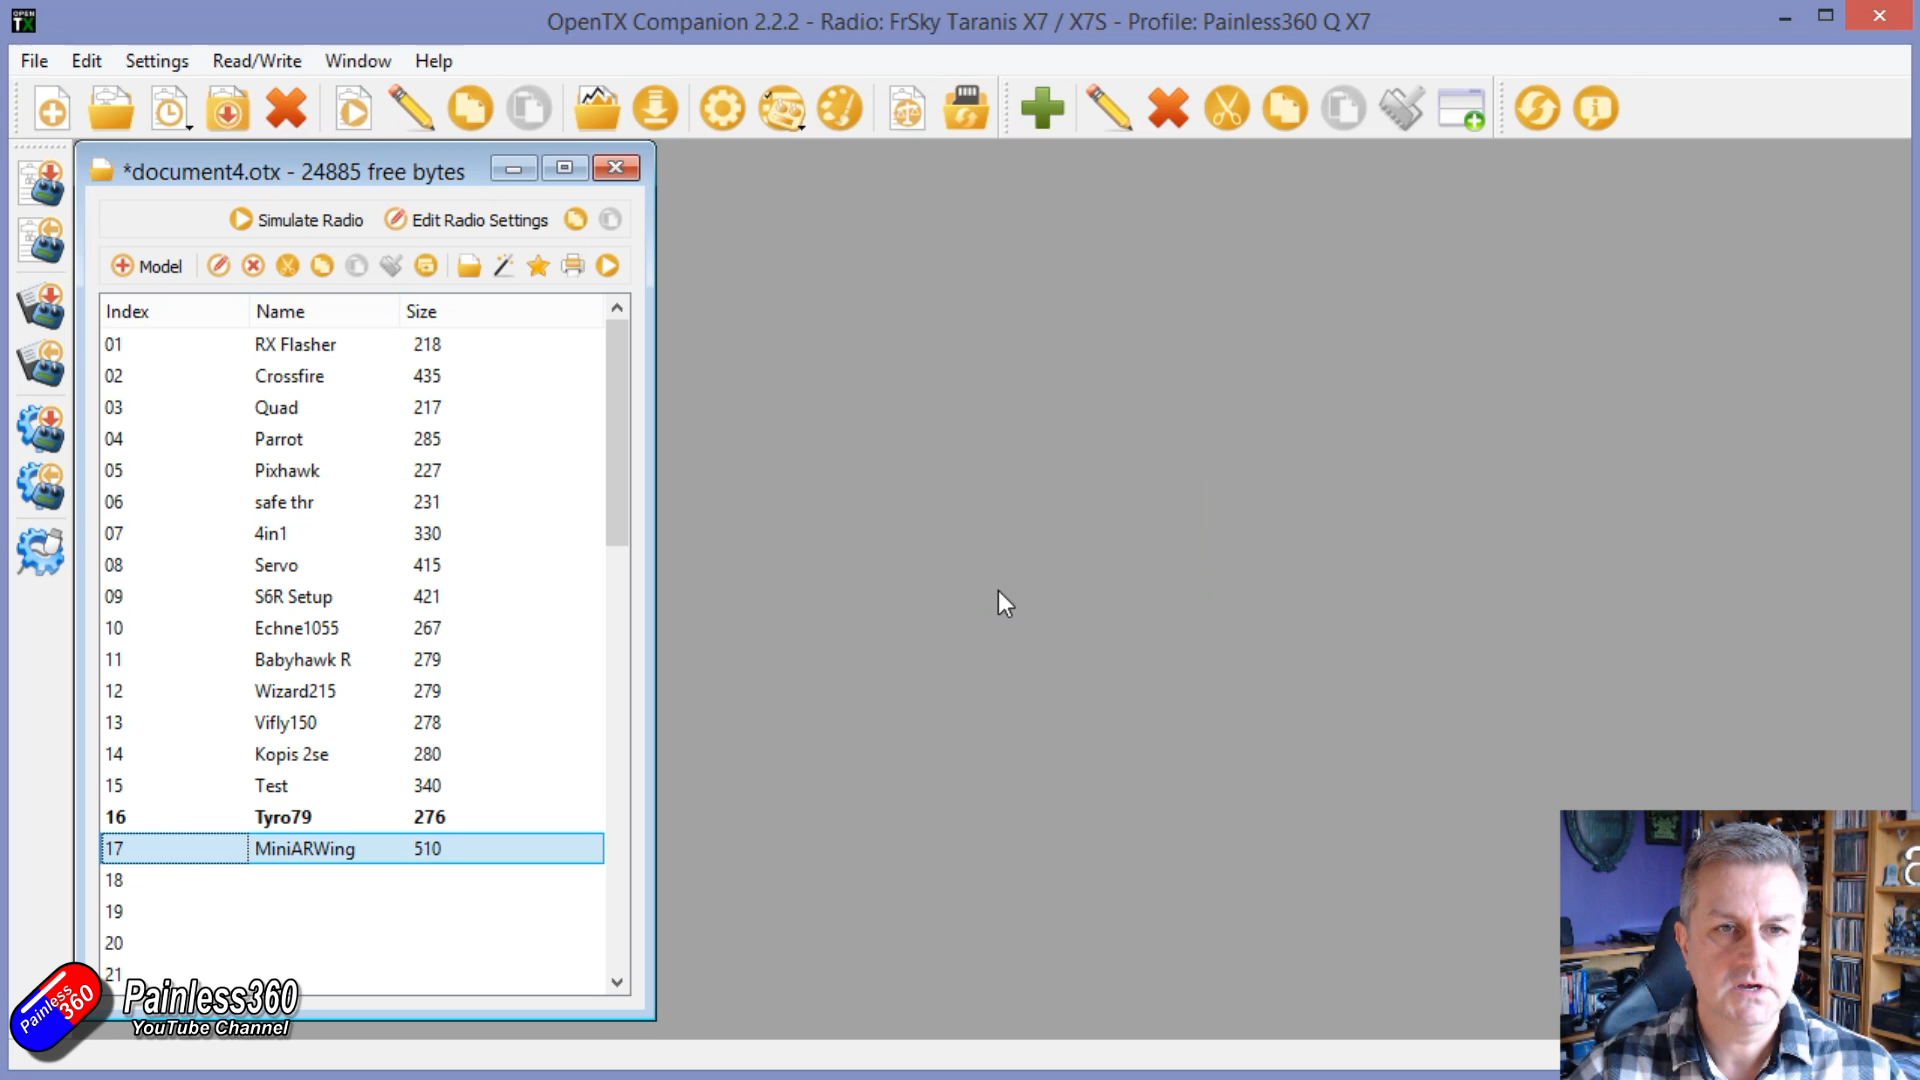 OPEN
TX
OpenTX Companion 2.2.2 - Radio: FrSky Taranis X7 / X7S - Profile: Painless360 Q X7
File Edit Settings Read/Write Window Help
*document4.otx - 24885 free bytes
Simulate Radio Edit Radio Settings
Model
Index Name Size
01 RX Flasher 218
02 Crossfire 435
03 Quad 217
04 Parrot 285
05 Pixhawk 227
06 safe thr 231
07 4in1 330
08 Servo 415
09 S6R Setup 421
10 Echne1055 267
11 Babyhawk R 279
12 Wizard215 279
13 Vifly150 278
14 Kopis 2se 280
15 Test 340
16 Tyro79 276
17 MiniARWing 510
18
19
20
21
Painless
360
Painless360
YouTube Channel